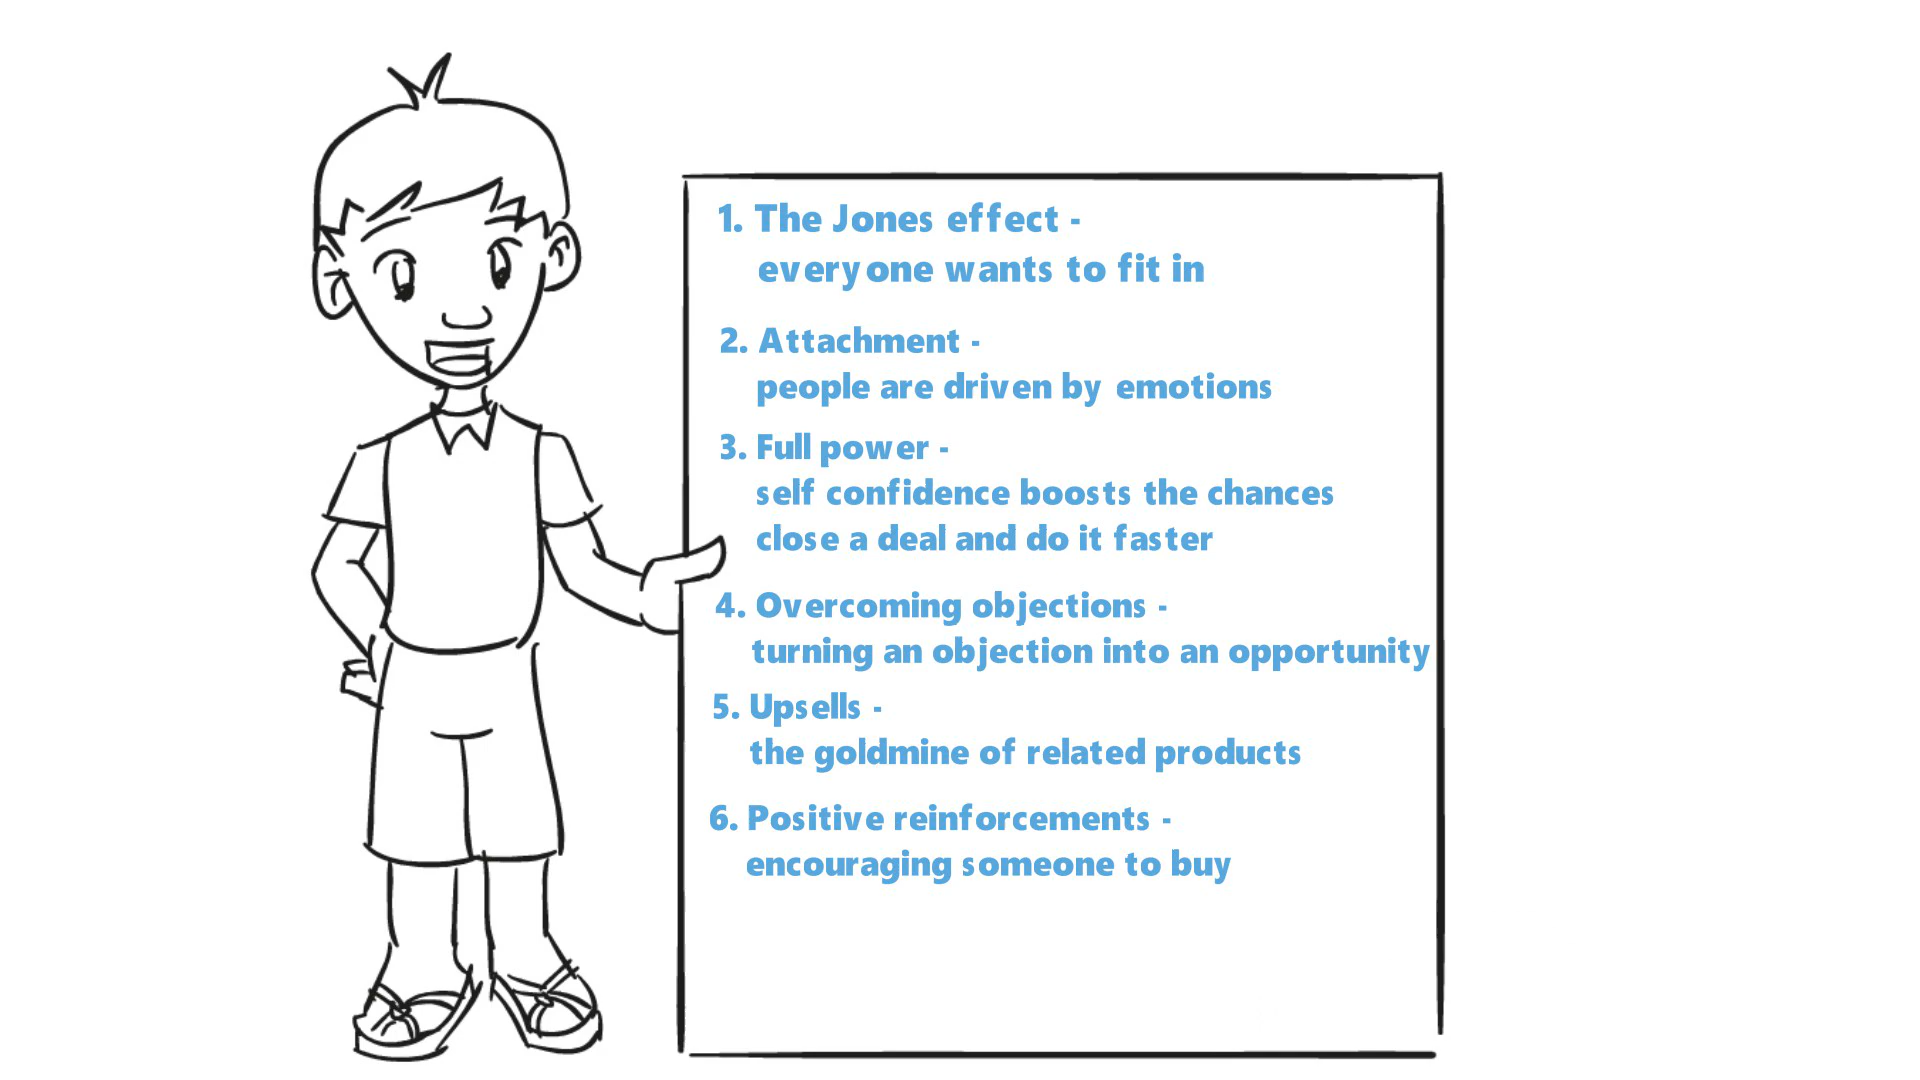 1. The Jones effect -
everyone wants to fit in
2. Attachment -
people are driven by emotions
3. Full power -
self confidence boosts the chances
close a deal and do it faster
4. Overcoming objections -
turning an objection into an opportunity
5. Upsells -
the goldmine of related products
6. Positive reinforcements -
encouraging someone to buy